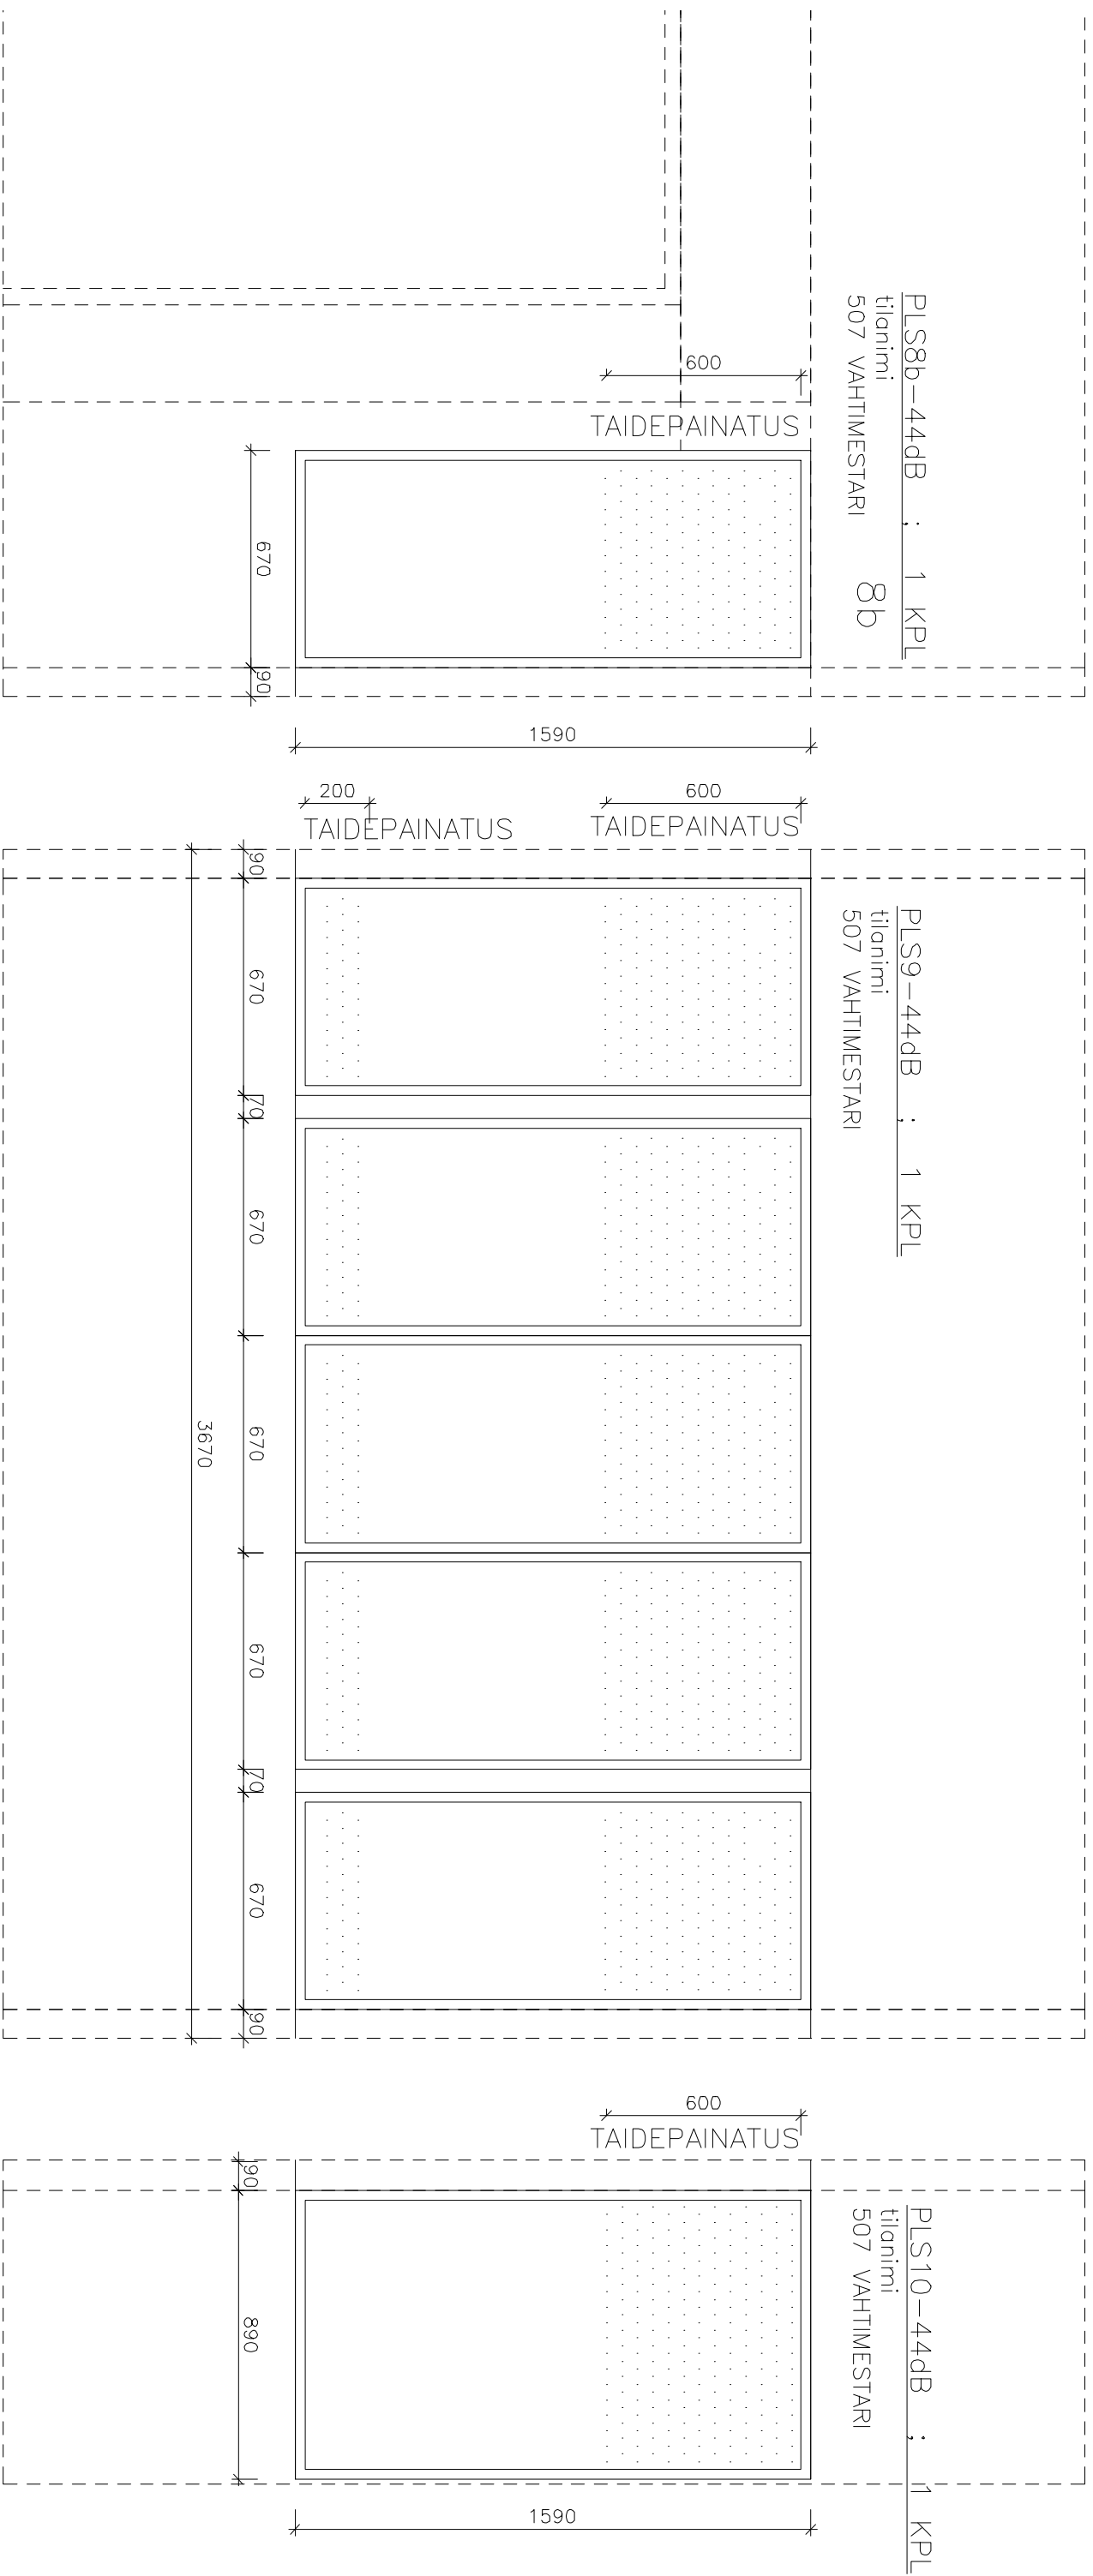 PLS8b-44dB ; 1 KPL
tilanimi
507 VAHTIMESTARI
8b
600
TAIDEPAINATUS
670
90
1590
200
TAIDEPAINATUS
600
TAIDEPAINATUS
PLS9-44dB ; 1 KPL
tilanimi
507 VAHTIMESTARI
90
670
70
670
670
670
70
670
90
3670
600
TAIDEPAINATUS
PLS10-44dB ; 1 KPL
tilanimi
507 VAHTIMESTARI
90
890
1590